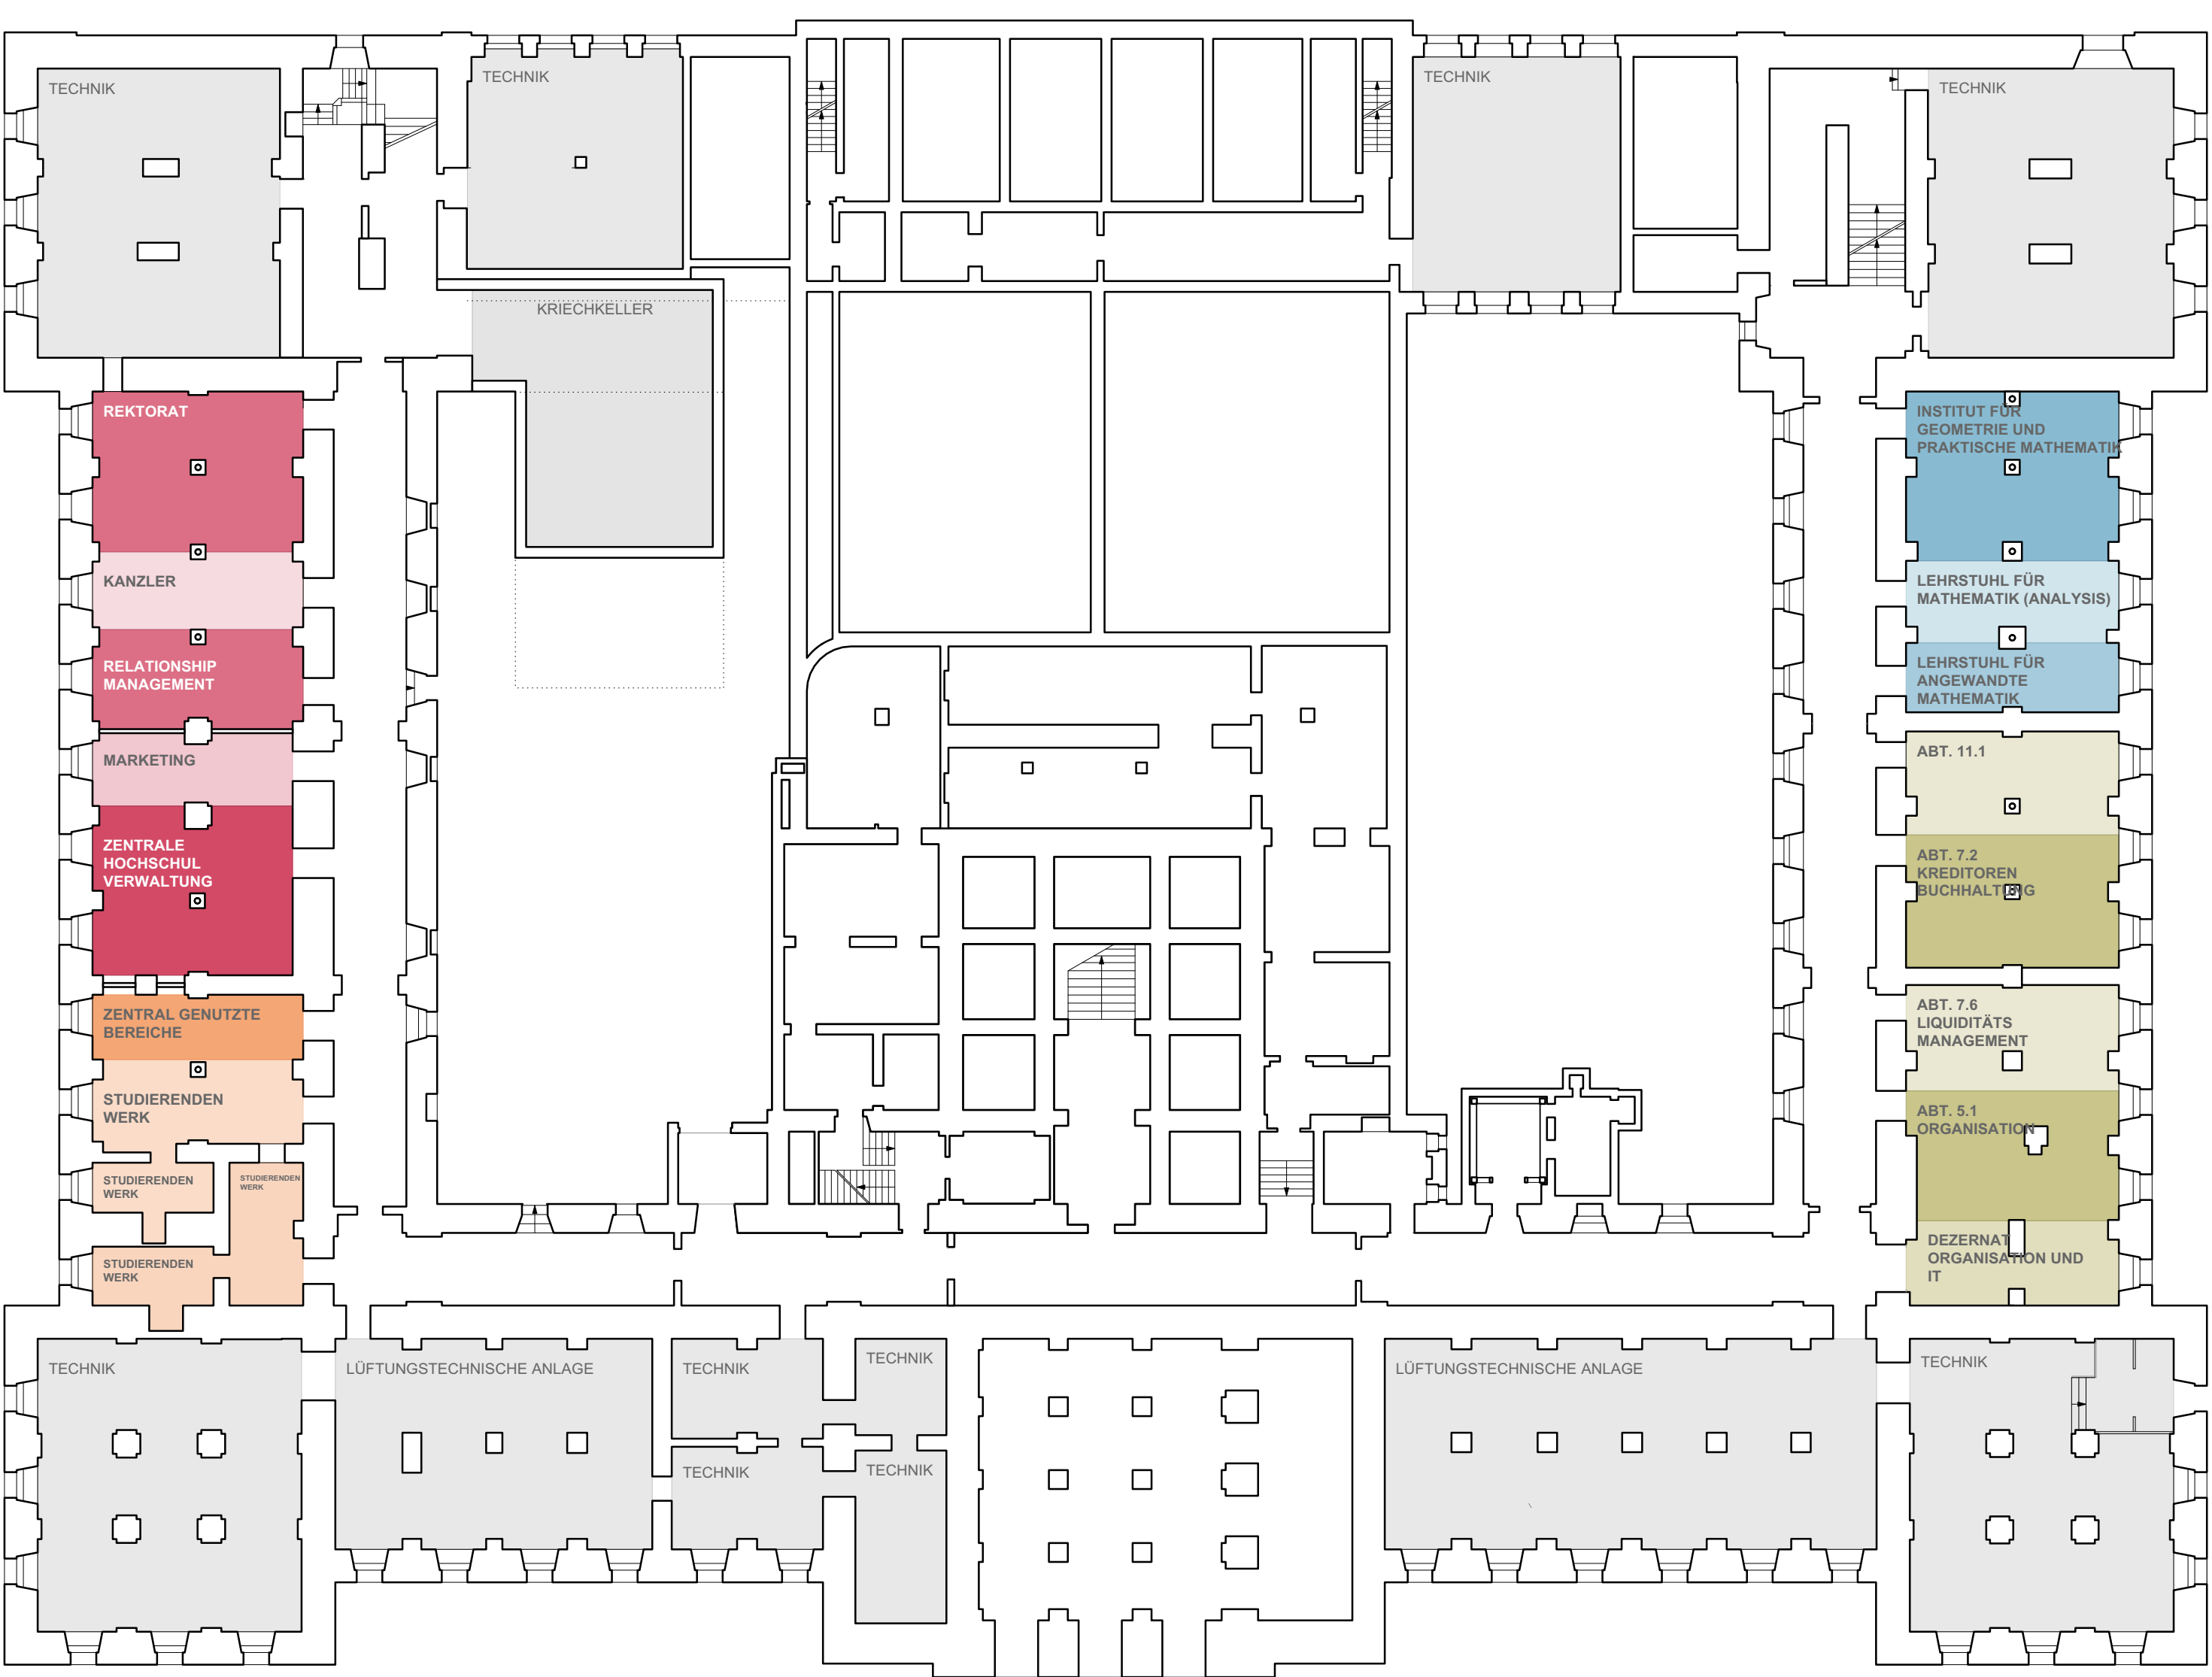 TECHNIK
TECHNIK
TECHNIK
TECHNIK
KRIECHKELLER
REKTORAT
KANZLER
RELATIONSHIP
MANAGEMENT
MARKETING
ZENTRALE
HOCHSCHUL
VERWALTUNG
ZENTRAL GENUTZTE
BEREICHE
STUDIERENDEN
WERK
STUDIERENDEN
WERK
STUDIERENDEN
WERK
STUDIERENDEN
WERK
INSTITUT FÜR
GEOMETRIE UND
PRAKTISCHE MATHEMATIK
LEHRSTUHL FÜR
MATHEMATIK (ANALYSIS)
LEHRSTUHL FÜR
ANGEWANDTE
MATHEMATIK
ABT. 11.1
ABT. 7.2
KREDITOREN
BUCHHALTUNG
ABT. 7.6
LIQUIDITÄTS
MANAGEMENT
ABT. 5.1
ORGANISATION
DEZERNAT
ORGANISATION UND
IT
TECHNIK
LÜFTUNGSTECHNISCHE ANLAGE
TECHNIK
TECHNIK
TECHNIK
TECHNIK
LÜFTUNGSTECHNISCHE ANLAGE
TECHNIK